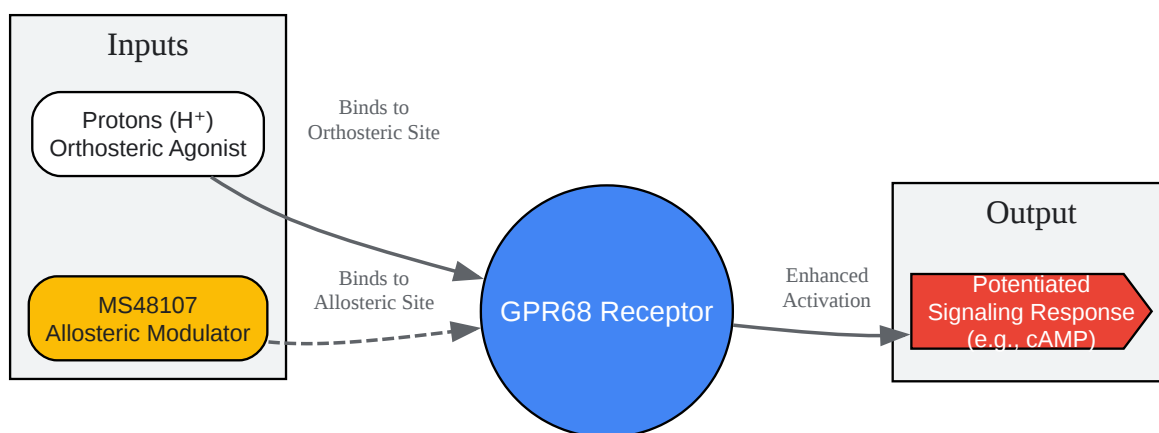 Inputs
Protons (H⁺)
Orthosteric Agonist
Binds to
Orthosteric Site
MS48107
Allosteric Modulator
Binds to
Allosteric Site
GPR68 Receptor
Enhanced
Activation
Output
Potentiated
Signaling Response
(e.g., cAMP)